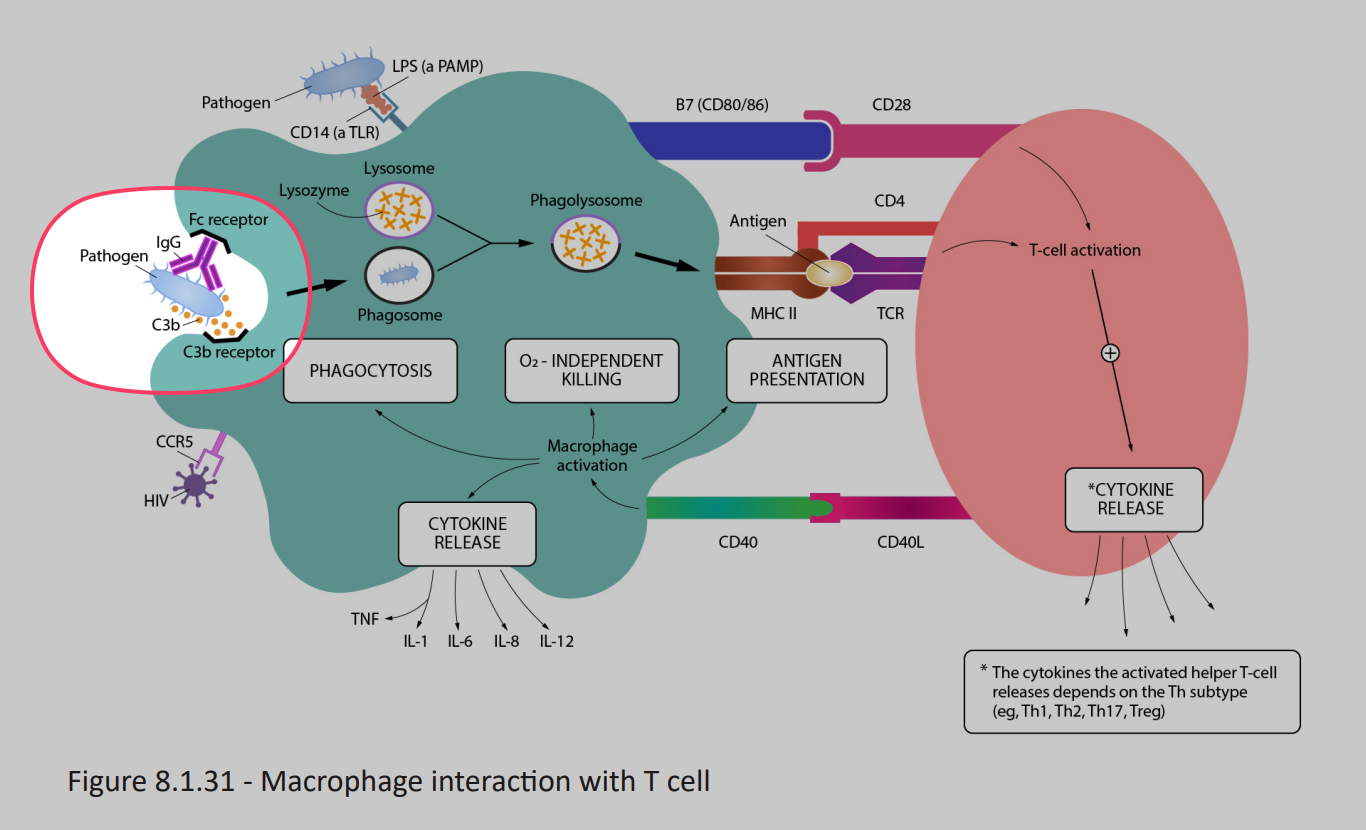 LPS (a PAMP)
Pathogen
CD14 (a TLR)
B7 (CD80/86)
CD28
Lysosome
Lysozyme
Phagolysosome
CD4
Antigen
Fc receptor
IgG
Pathogen
T-cell activation
C3b
Phagosome
MHC II
TCR
C3b receptor
PHAGOCYTOSIS
O₂ - INDEPENDENT
KILLING
ANTIGEN
PRESENTATION
CCR5
HIV
Macrophage
activation
*CYTOKINE
RELEASE
CYTOKINE
RELEASE
CD40
CD40L
TNF
IL-1
IL-6
IL-8
IL-12
* The cytokines the activated helper T-cell
releases depends on the Th subtype
(eg, Th1, Th2, Th17, Treg)
Figure 8.1.31 - Macrophage interaction with T cell